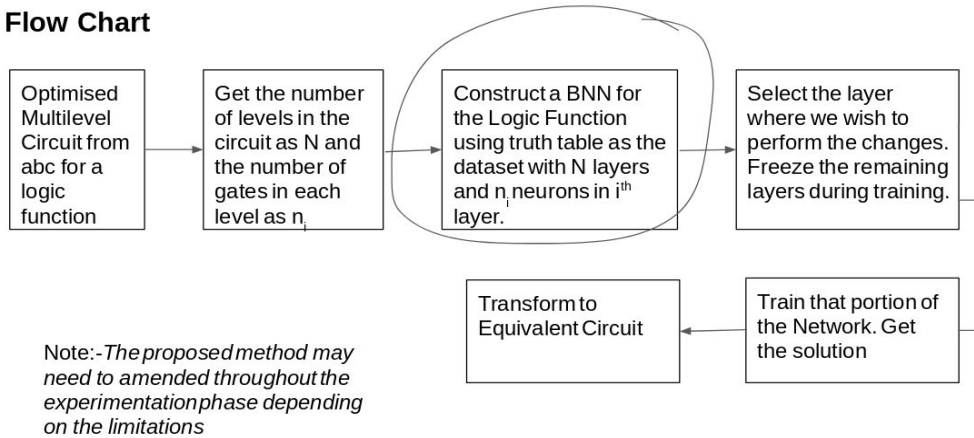 Flow Chart
Optimised
Multilevel
Circuit from
abc for a
logic
function
Get the number
of levels in the
circuit as N and
the number of
gates in each
level as nᵢ
Construct a BNN for
the Logic Function
using truth table as the
dataset with N layers
and nᵢ neurons in iᵗʰ
layer.
Select the layer
where we wish to
perform the changes.
Freeze the remaining
layers during training.
Transform to
Equivalent Circuit
Train that portion of
the Network. Get
the solution
Note:-The proposed method may
need to amended throughout the
experimentation phase depending
on the limitations